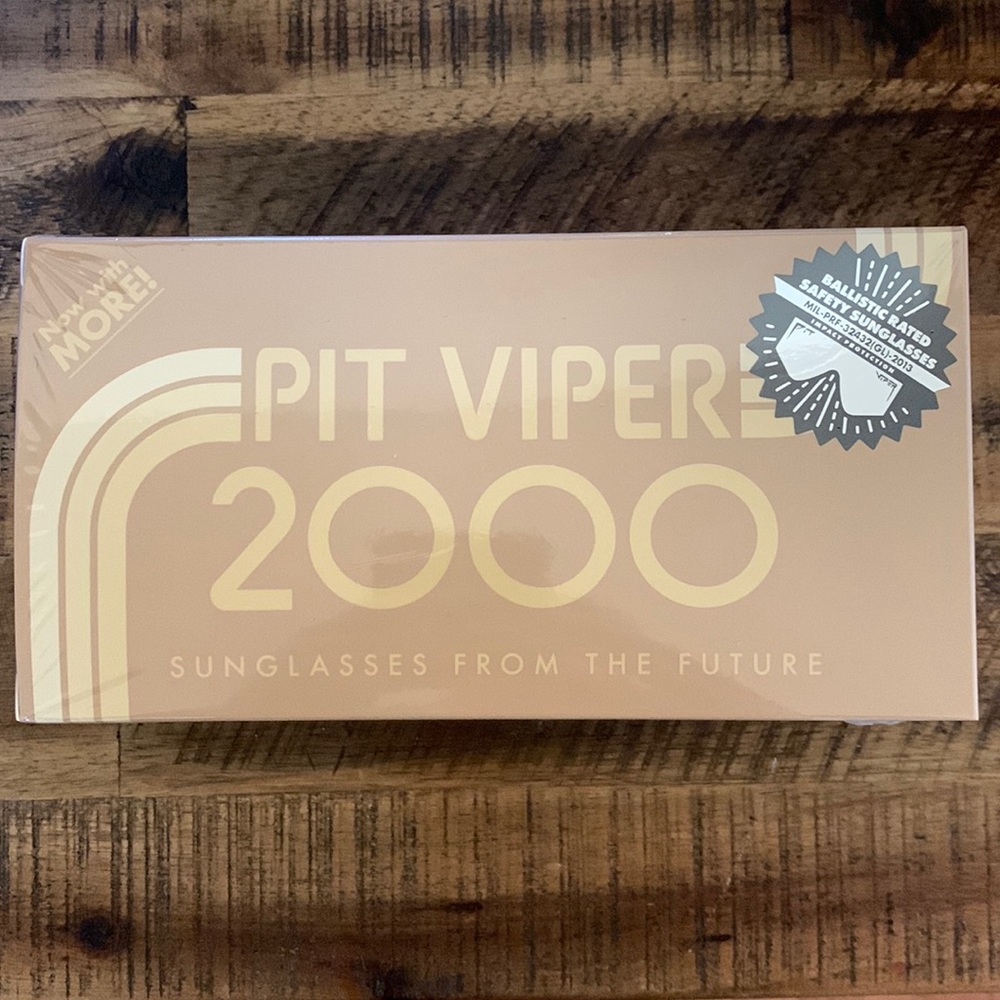 Now with
MORE!
PIT VIPER
2000
SUNGLASSES FROM THE FUTURE
BALLISTIC RATED
SAFETY SUNGLASSES
MIL-PRF-32432(GL)-2013
IMPACT PROTECTION
VIPER